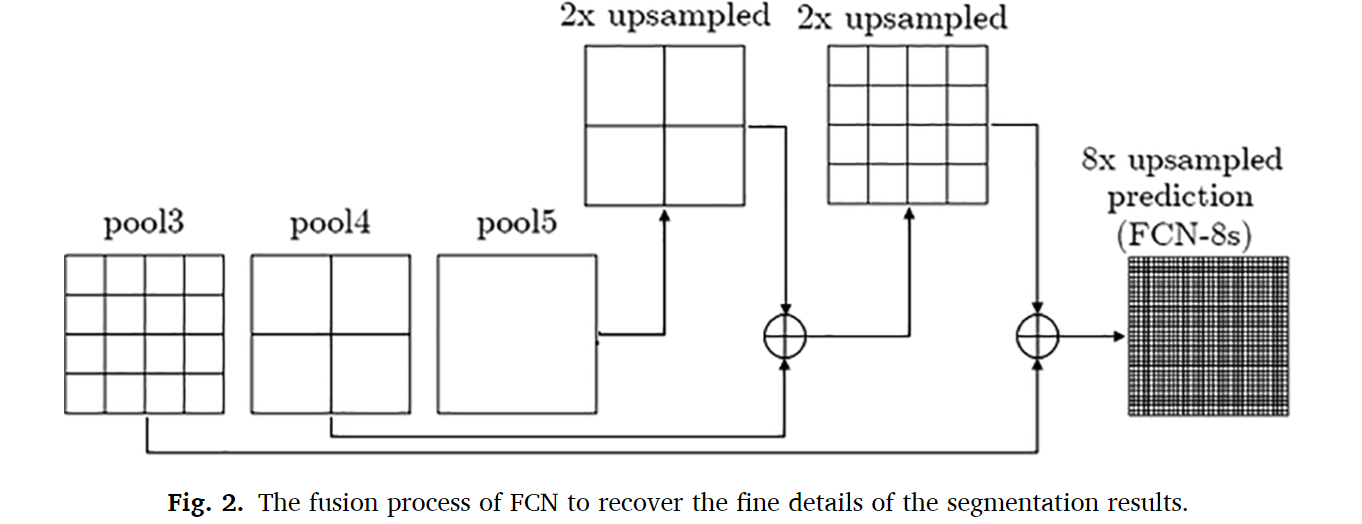 2x upsampled
2x upsampled
8x upsampled
prediction
(FCN-8s)
pool3
pool4
pool5
Fig. 2. The fusion process of FCN to recover the fine details of the segmentation results.